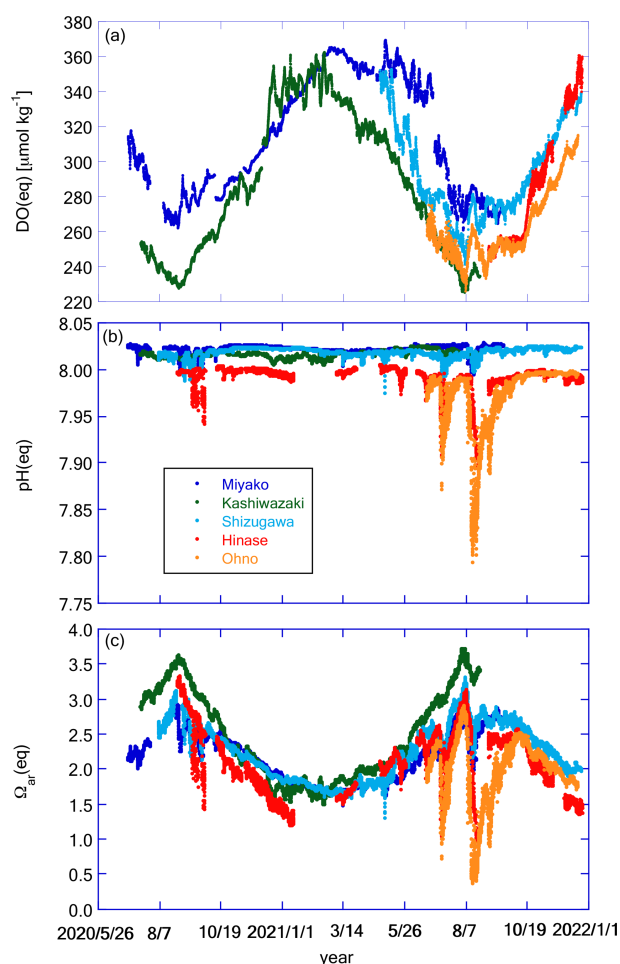 (a)
DO(eq) [μmol kg⁻¹]
380
360
340
320
300
280
260
240
220
(b)
pH(eq)
8.05
8.00
7.95
7.90
7.85
7.80
7.75
Miyako
Kashiwazaki
Shizugawa
Hinase
Ohno
(c)
Ωar(eq)
4.0
3.5
3.0
2.5
2.0
1.5
1.0
0.5
0.0
2020/5/26 8/7 10/19 2021/1/1 3/14 5/26 8/7 10/19 2022/1/1
year